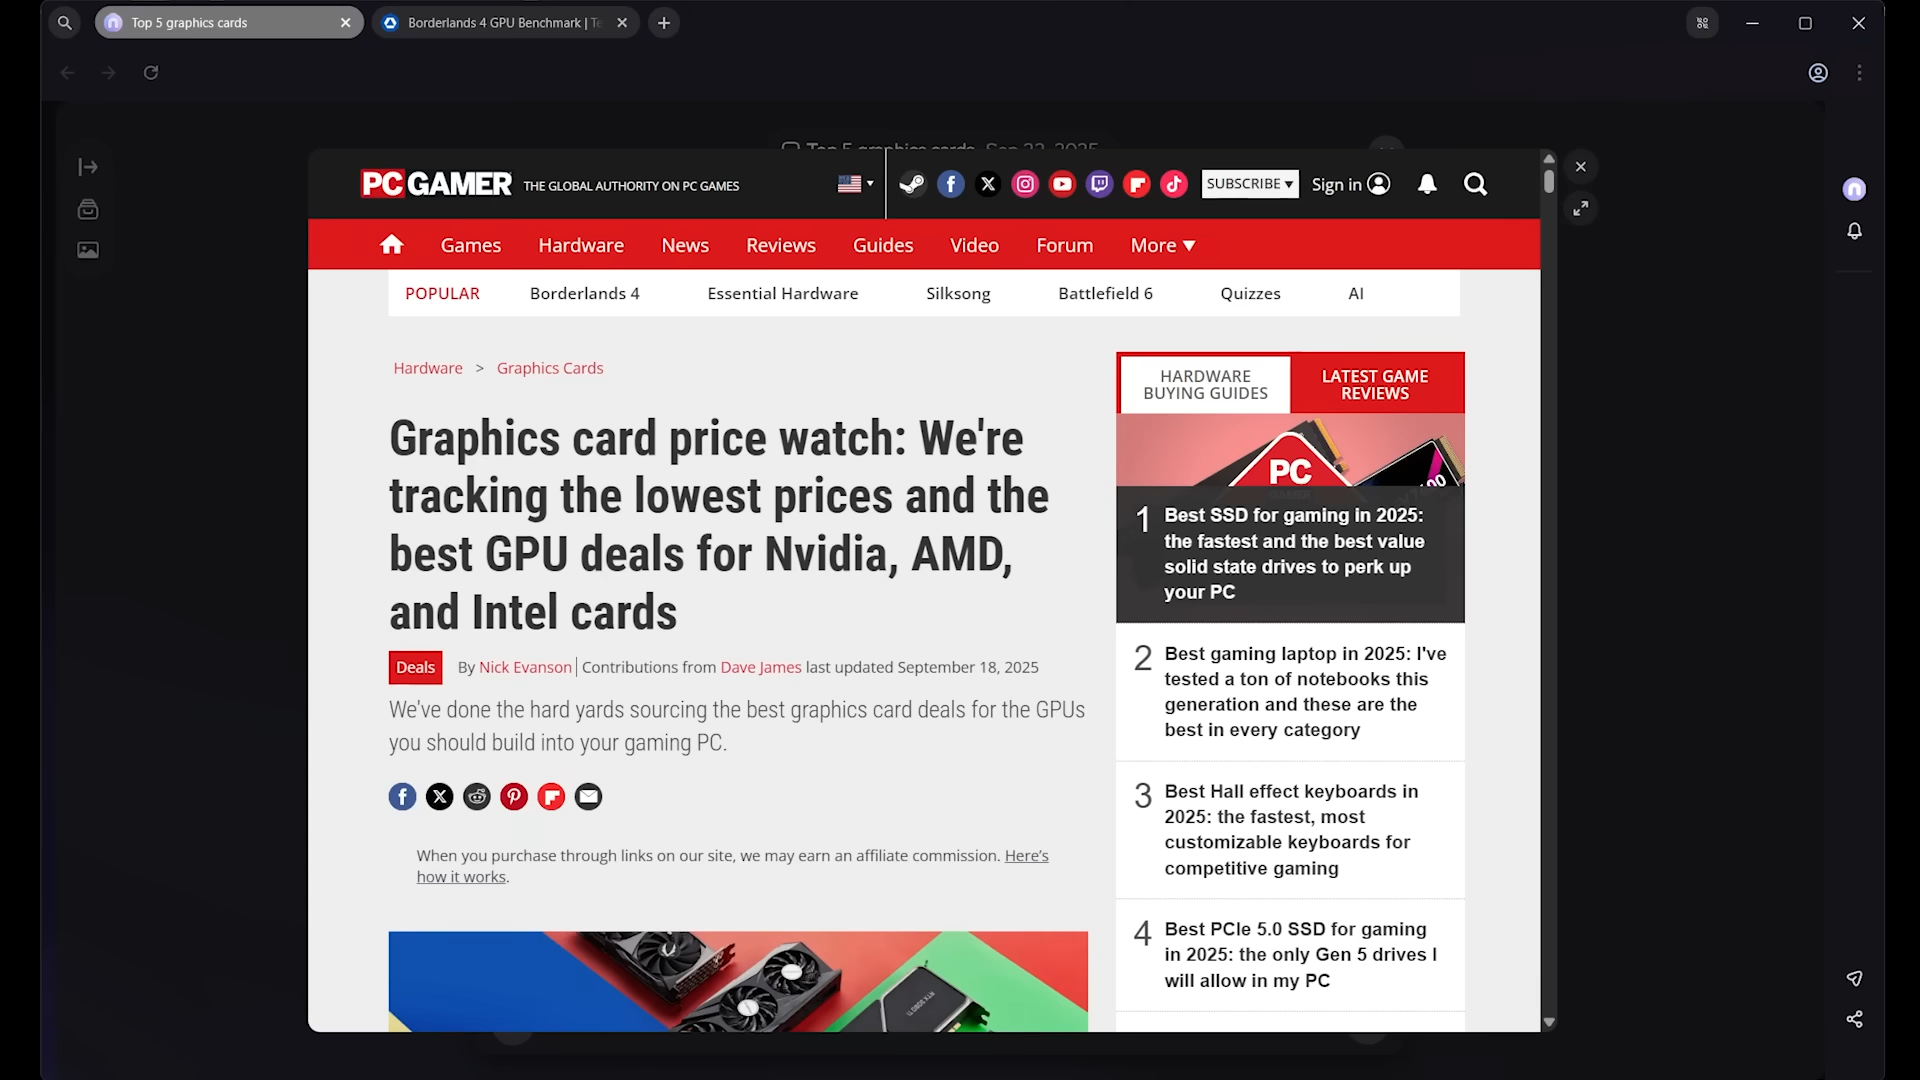 Top 5 graphics cards
Borderlands 4 GPU Benchmark | Te
Top 5 graphics cards Sep 22, 2025
PC GAMER THE GLOBAL AUTHORITY ON PC GAMES
SUBSCRIBE ▼ Sign in
Games Hardware News Reviews Guides Video Forum More ▼
POPULAR Borderlands 4 Essential Hardware Silksong Battlefield 6 Quizzes AI
Hardware > Graphics Cards
Graphics card price watch: We're
tracking the lowest prices and the
best GPU deals for Nvidia, AMD,
and Intel cards
Deals By Nick Evanson Contributions from Dave James last updated September 18, 2025
We've done the hard yards sourcing the best graphics card deals for the GPUs
you should build into your gaming PC.
When you purchase through links on our site, we may earn an affiliate commission. Here's
how it works.
HARDWARE
BUYING GUIDES
LATEST GAME
REVIEWS
PC
1 Best SSD for gaming in 2025:
the fastest and the best value
solid state drives to perk up
your PC
2 Best gaming laptop in 2025: I've
tested a ton of notebooks this
generation and these are the
best in every category
3 Best Hall effect keyboards in
2025: the fastest, most
customizable keyboards for
competitive gaming
4 Best PCIe 5.0 SSD for gaming
in 2025: the only Gen 5 drives I
will allow in my PC